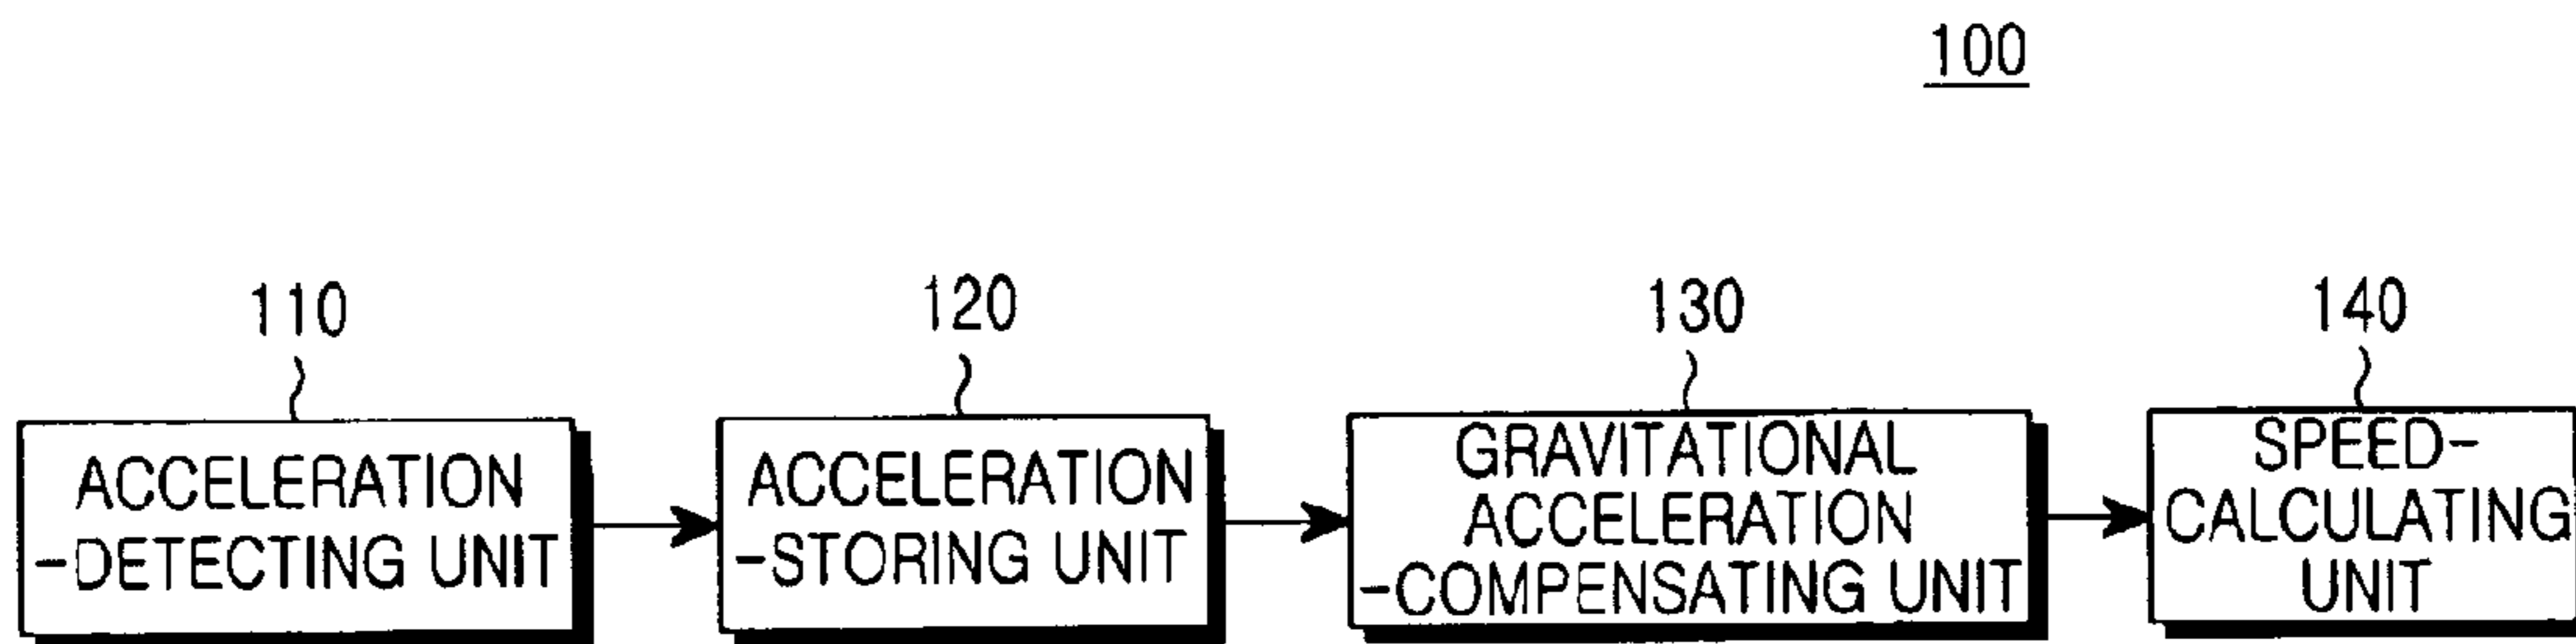 100
110
120
130
140
ACCELERATION
-DETECTING UNIT
ACCELERATION
-STORING UNIT
GRAVITATIONAL
ACCELERATION
-COMPENSATING UNIT
SPEED-
CALCULATING
UNIT